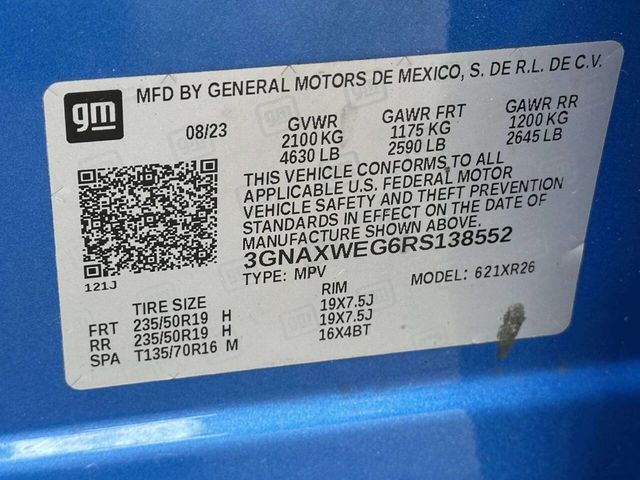 gm
MFD BY GENERAL MOTORS DE MEXICO, S. DE R.L. DE C.V.
08/23 GVWR GAWR FRT GAWR RR
2100 KG 1175 KG 1200 KG
4630 LB 2590 LB 2645 LB
THIS VEHICLE CONFORMS TO ALL
APPLICABLE U.S. FEDERAL MOTOR
VEHICLE SAFETY AND THEFT PREVENTION
STANDARDS IN EFFECT ON THE DATE OF
MANUFACTURE SHOWN ABOVE.
3GNAXWEG6RS138552
121J TYPE: MPV MODEL: 621XR26
TIRE SIZE RIM
FRT 235/50R19 H 19X7.5J
RR 235/50R19 H 19X7.5J
SPA T135/70R16 M 16X4BT